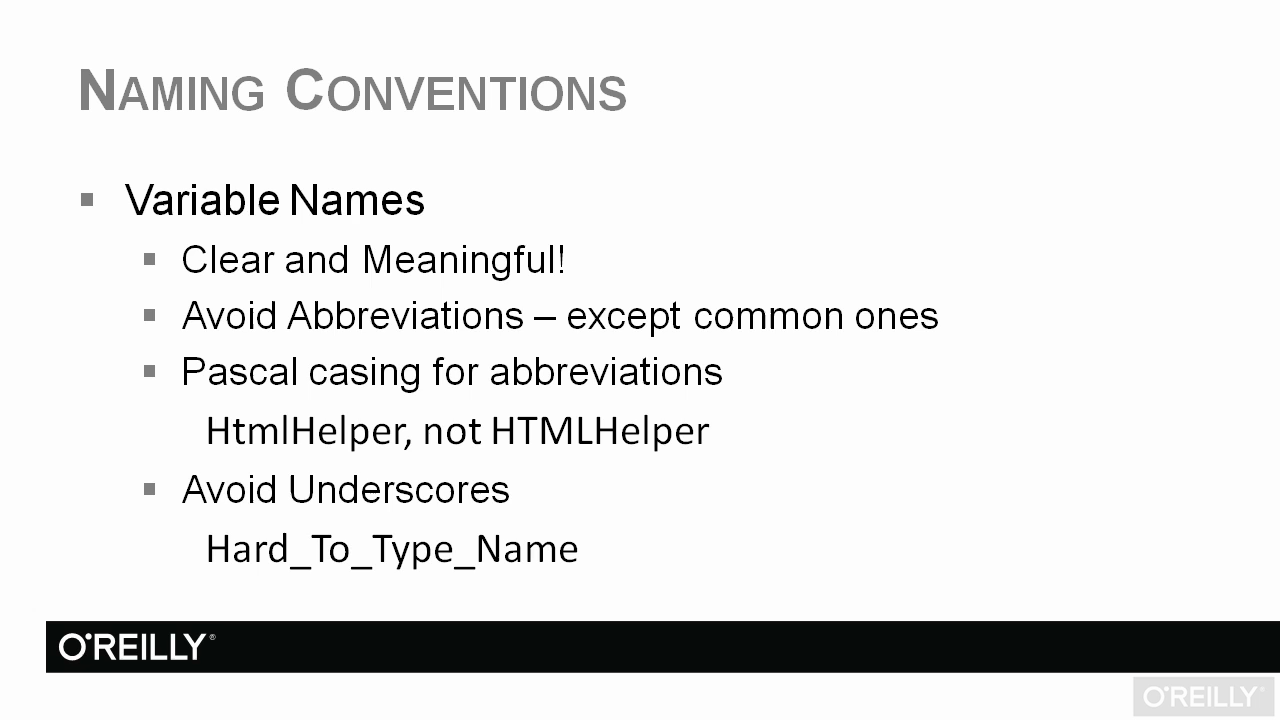 NAMING CONVENTIONS
Variable Names
Clear and Meaningful!
Avoid Abbreviations – except common ones
Pascal casing for abbreviations
HtmlHelper, not HTMLHelper
Avoid Underscores
Hard_To_Type_Name
O'REILLY®
O'REILLY®